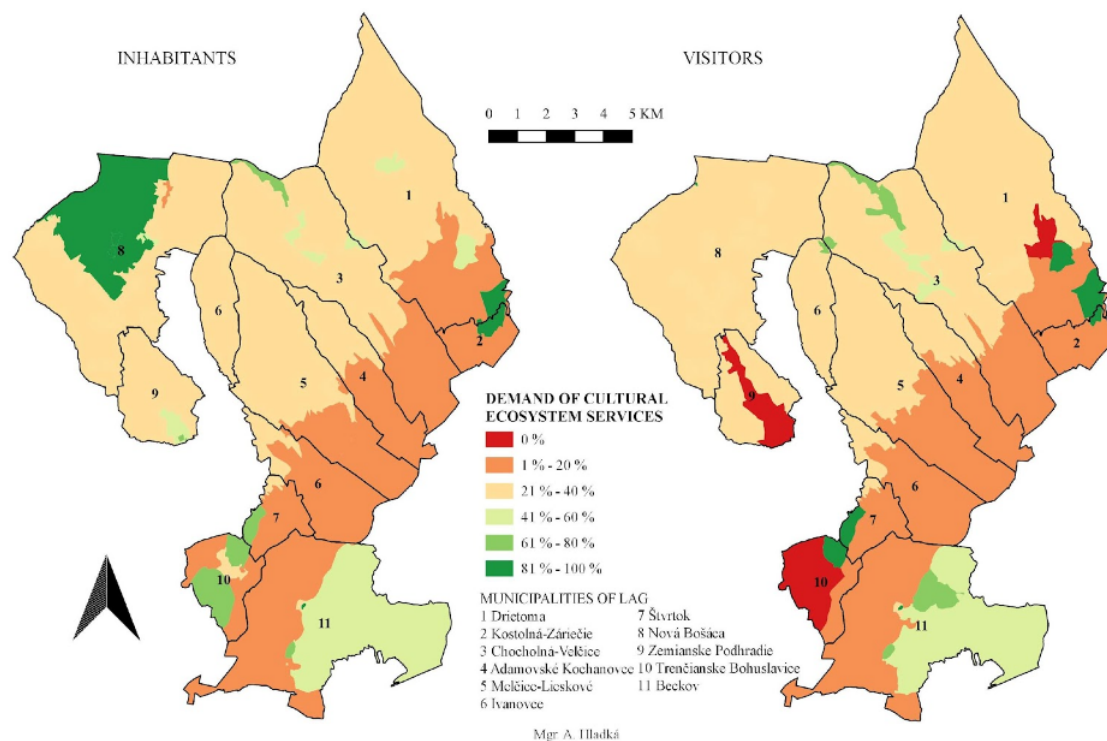 INHABITANTS
VISITORS
0 1 2 3 4 5 KM
1
8
3
6
2
9
5
4
6
7
10
11
1
8
3
6
2
9
5
4
6
7
10
11
DEMAND OF CULTURAL
ECOSYSTEM SERVICES
0 %
1 % - 20 %
21 % - 40 %
41 % - 60 %
61 % - 80 %
81 % - 100 %
MUNICIPALITIES OF LAG
1 Drietoma
2 Kostolná-Záriečie
3 Chocholná-Velčice
4 Adamovské Kochanovce
5 Melčice-Lieskové
6 Ivanovce
7 Štvrtok
8 Nová Bošáca
9 Zemianske Podhradie
10 Trenčianske Bohuslavice
11 Beckov
Mgr A. Hladká